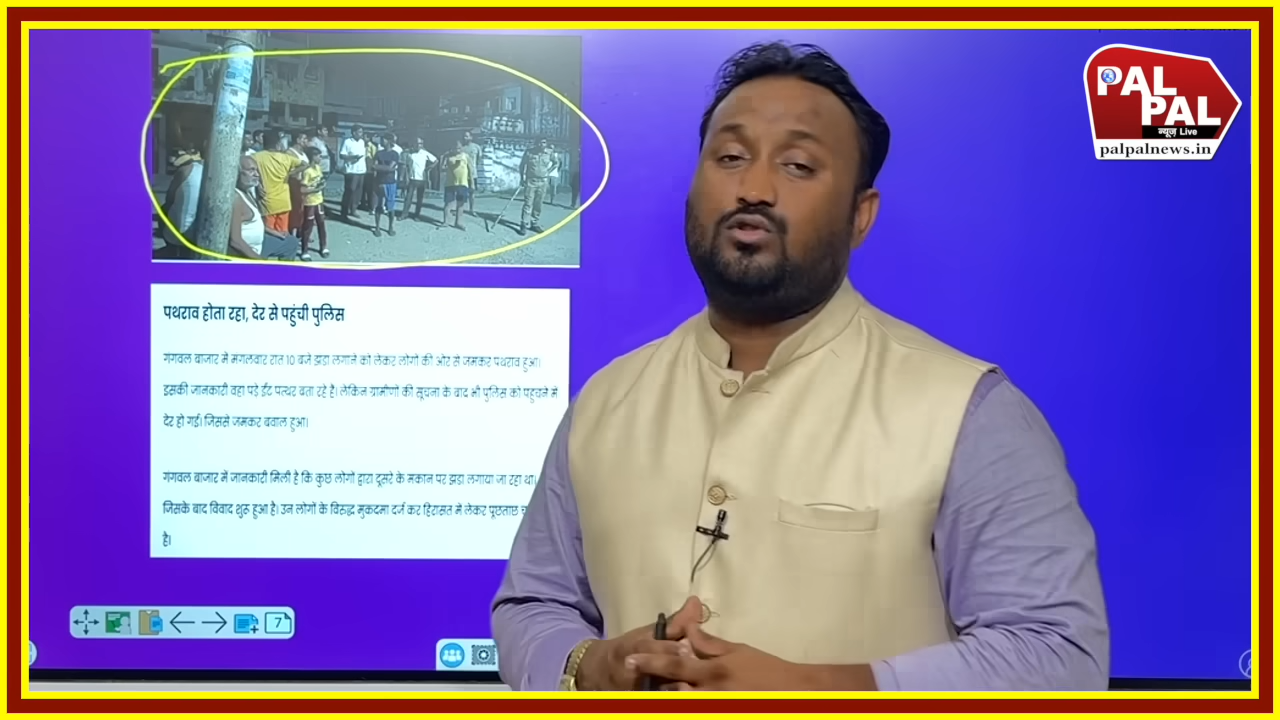 PAL
PAL
न्यूज़ Live
palpalnews.in
पथराव होता रहा, देर से पहुंची पुलिस
गंगवल बाजार में मंगलवार रात 10 बजे झंडा लगाने को लेकर लोगों की ओर से जमकर पथराव हुआ।
इसकी जानकारी वहां पड़े ईंट पत्थर बता रहे है। लेकिन ग्रामीणों की सूचना के बाद भी पुलिस को पहुंचने में
देर हो गई। जिससे जमकर बवाल हुआ।
गंगवल बाजार में जानकारी मिली है कि कुछ लोगों द्वारा दूसरे के मकान पर झंडा लगाया जा रहा था।
जिसके बाद विवाद शुरू हुआ है। उन लोगों के विरुद्ध मुकदमा दर्ज कर हिरासत में लेकर पूछताछ
है।
7